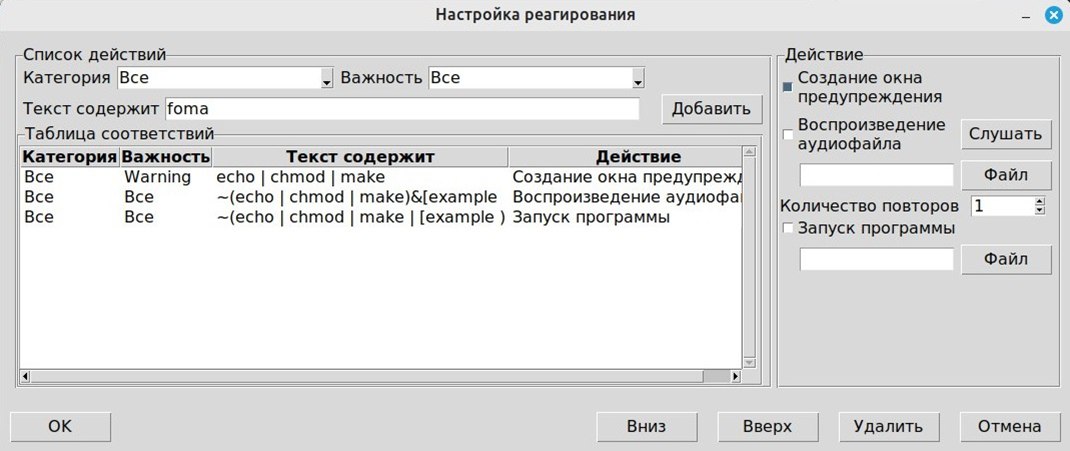 Настройка реагирования
Список действий
Категория Все Важность Все
Текст содержит foma Добавить
Таблица соответствий
Категория Важность Текст содержит Действие
Все Warning echo | chmod | make Создание окна предупрежд
Все Все ~(echo | chmod | make)&[example Воспроизведение аудиофа
Все Все ~(echo | chmod | make | [example ) Запуск программы
Действие
Создание окна
предупреждения
Воспроизведение
аудиофайла
Слушать
Файл
Количество повторов 1
Запуск программы
Файл
OK Вниз Вверх Удалить Отмена